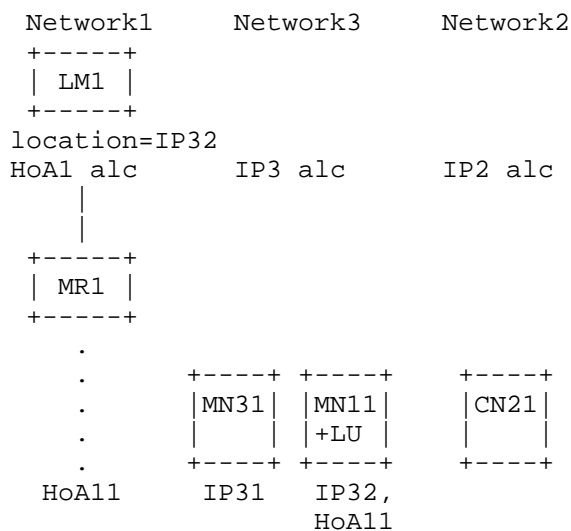 Network1 Network3 Network2
LM1
location=IP32
HoA1 alc IP3 alc IP2 alc
MR1
MN31 MN11 CN21
+LU
HoA11 IP31 IP32,
HoA11